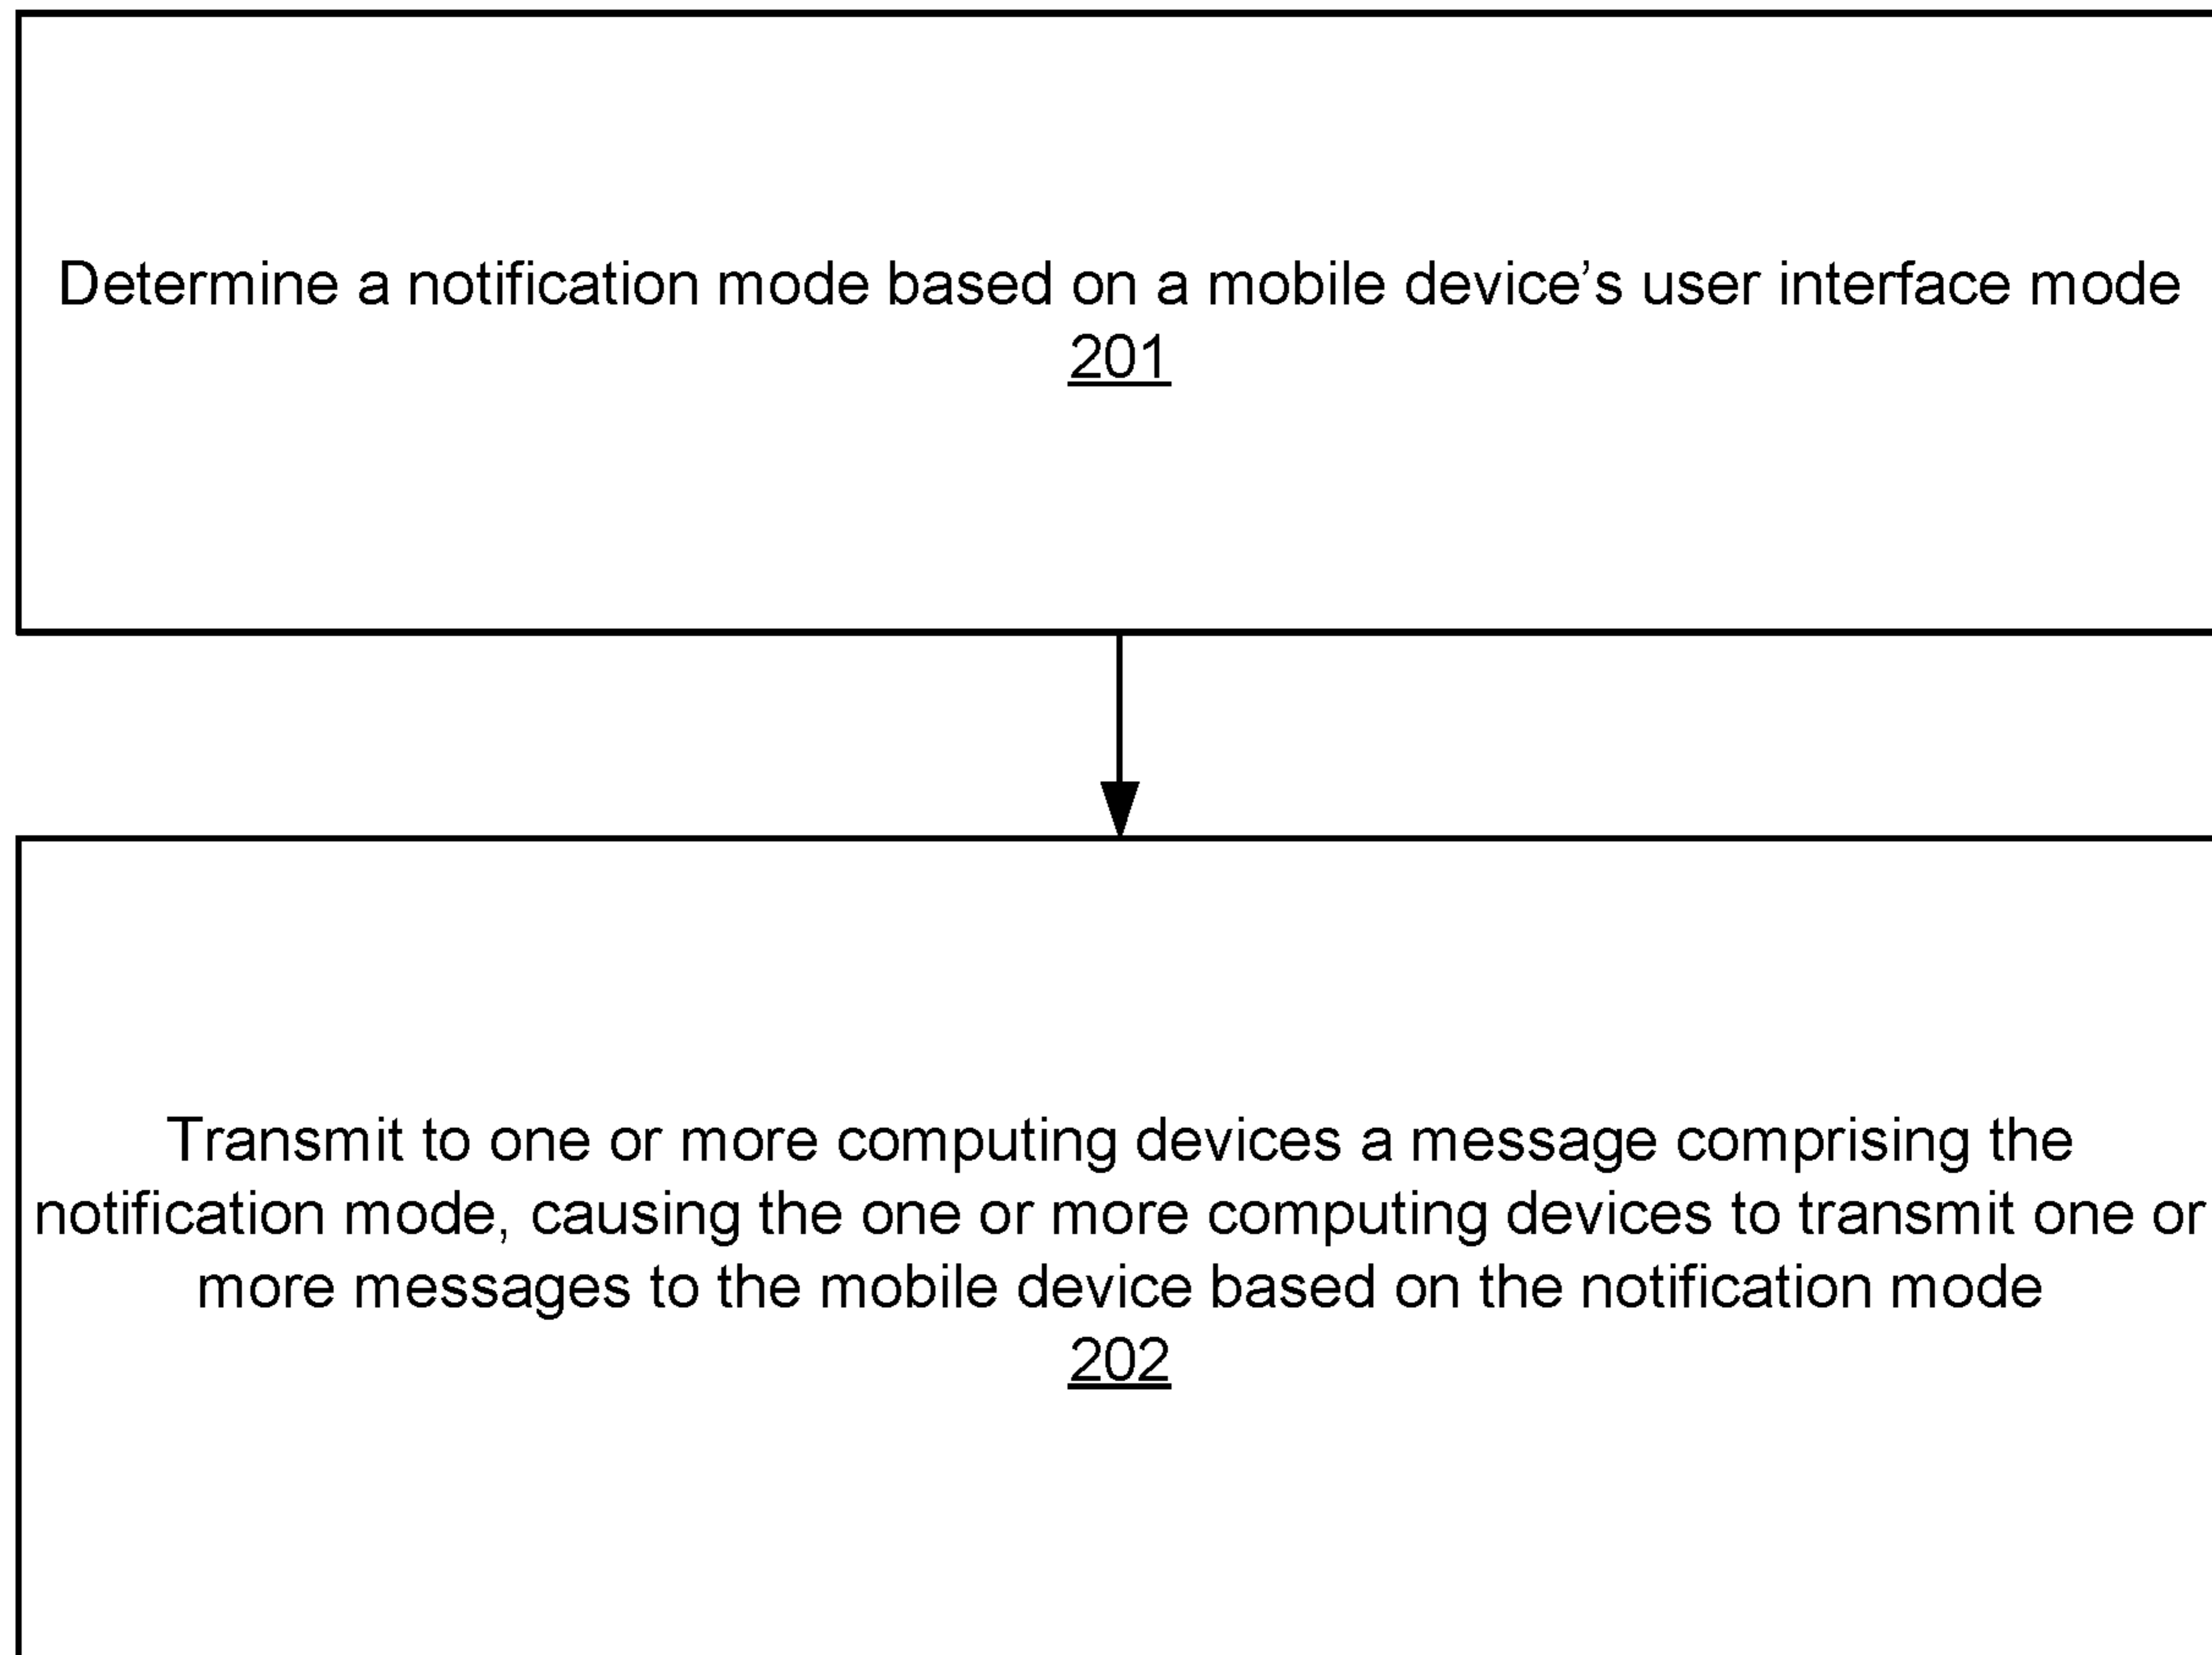 Determine a notification mode based on a mobile device’s user interface mode
201
Transmit to one or more computing devices a message comprising the
notification mode, causing the one or more computing devices to transmit one or
more messages to the mobile device based on the notification mode
202